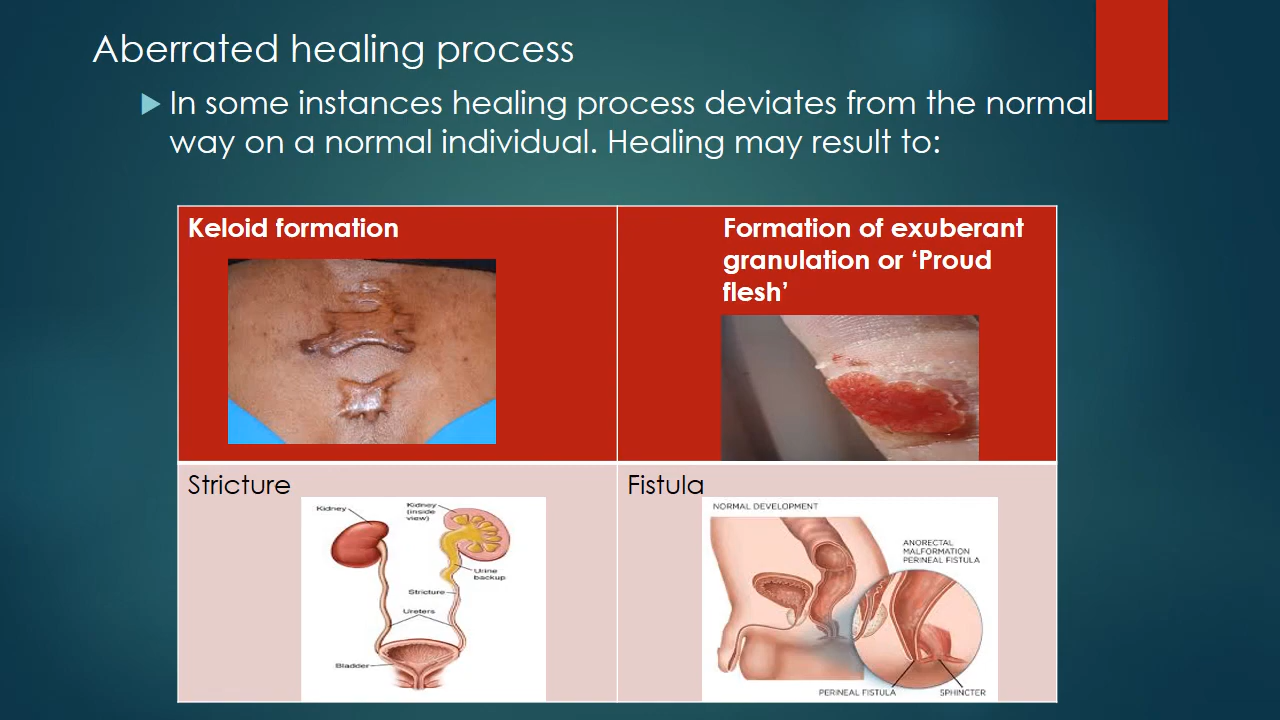 Aberrated healing process
In some instances healing process deviates from the normal
way on a normal individual. Healing may result to:
Keloid formation
Formation of exuberant
granulation or ‘Proud
flesh’
Stricture
Kidney
Kidney
(inside
view)
Urine
backup
Stricture
Ureters
Bladder
Fistula
NORMAL DEVELOPMENT
ANORECTAL
MALFORMATION
PERINEAL FISTULA
PERINEAL FISTULA
SPHINCTER